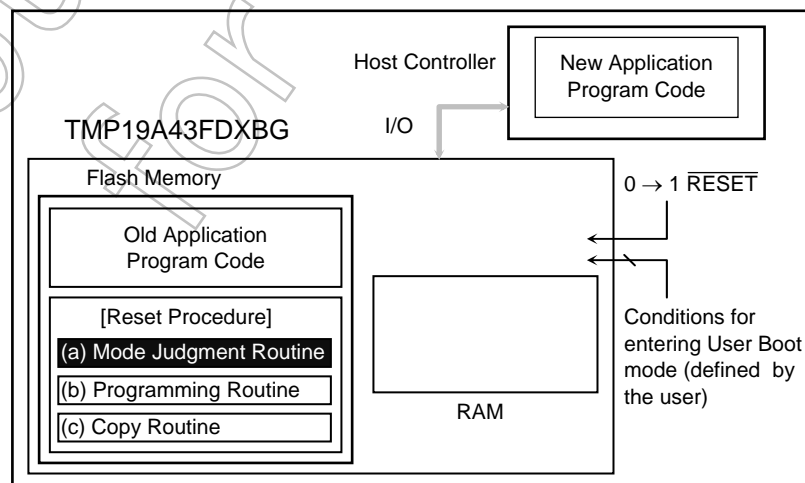 Host Controller
New Application
Program Code
I/O
TMP19A43FDXBG
Flash Memory
Old Application
Program Code
[Reset Procedure]
(a) Mode Judgment Routine
(b) Programming Routine
(c) Copy Routine
RAM
0 → 1 RESET
Conditions for
entering User Boot
mode (defined by
the user)
for